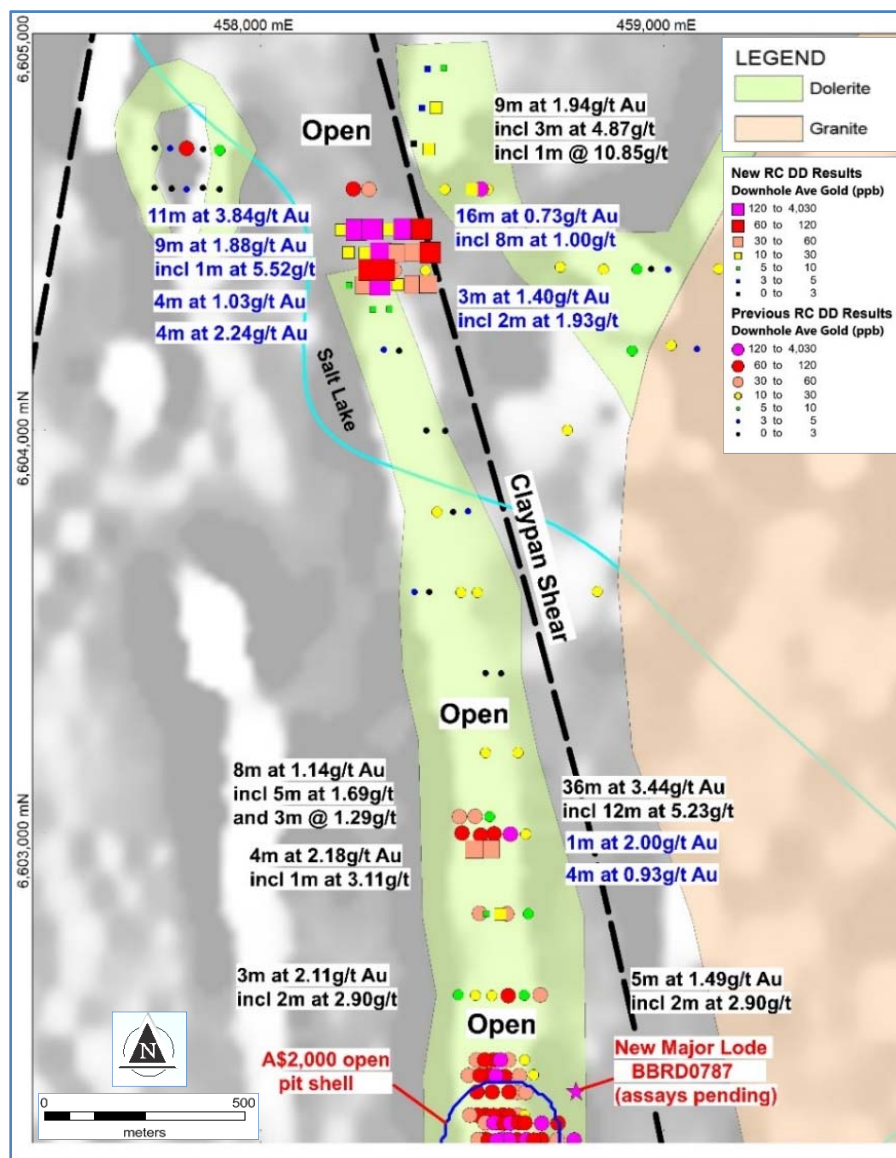 458,000 mE
459,000 mE
6,605,000 mN
6,604,000 mN
6,603,000 mN
LEGEND
Dolerite
Granite
New RC DD Results
Downhole Ave Gold (ppb)
120 to 4,030
60 to 120
30 to 60
10 to 30
5 to 10
3 to 5
0 to 3
Previous RC DD Results
Downhole Ave Gold (ppb)
120 to 4,030
60 to 120
30 to 60
10 to 30
5 to 10
3 to 5
0 to 3
Open
9m at 1.94g/t Au
incl 3m at 4.87g/t
incl 1m @ 10.85g/t
11m at 3.84g/t Au
9m at 1.88g/t Au
incl 1m at 5.52g/t
4m at 1.03g/t Au
4m at 2.24g/t Au
16m at 0.73g/t Au
incl 8m at 1.00g/t
3m at 1.40g/t Au
incl 2m at 1.93g/t
Salt Lake
Claypan Shear
Open
8m at 1.14g/t Au
incl 5m at 1.69g/t
and 3m @ 1.29g/t
36m at 3.44g/t Au
incl 12m at 5.23g/t
1m at 2.00g/t Au
4m at 0.93g/t Au
4m at 2.18g/t Au
incl 1m at 3.11g/t
3m at 2.11g/t Au
incl 2m at 2.90g/t
5m at 1.49g/t Au
incl 2m at 2.90g/t
Open
A$2,000 open
pit shell
New Major Lode
BBRD0787
(assays pending)
N
0 500
meters